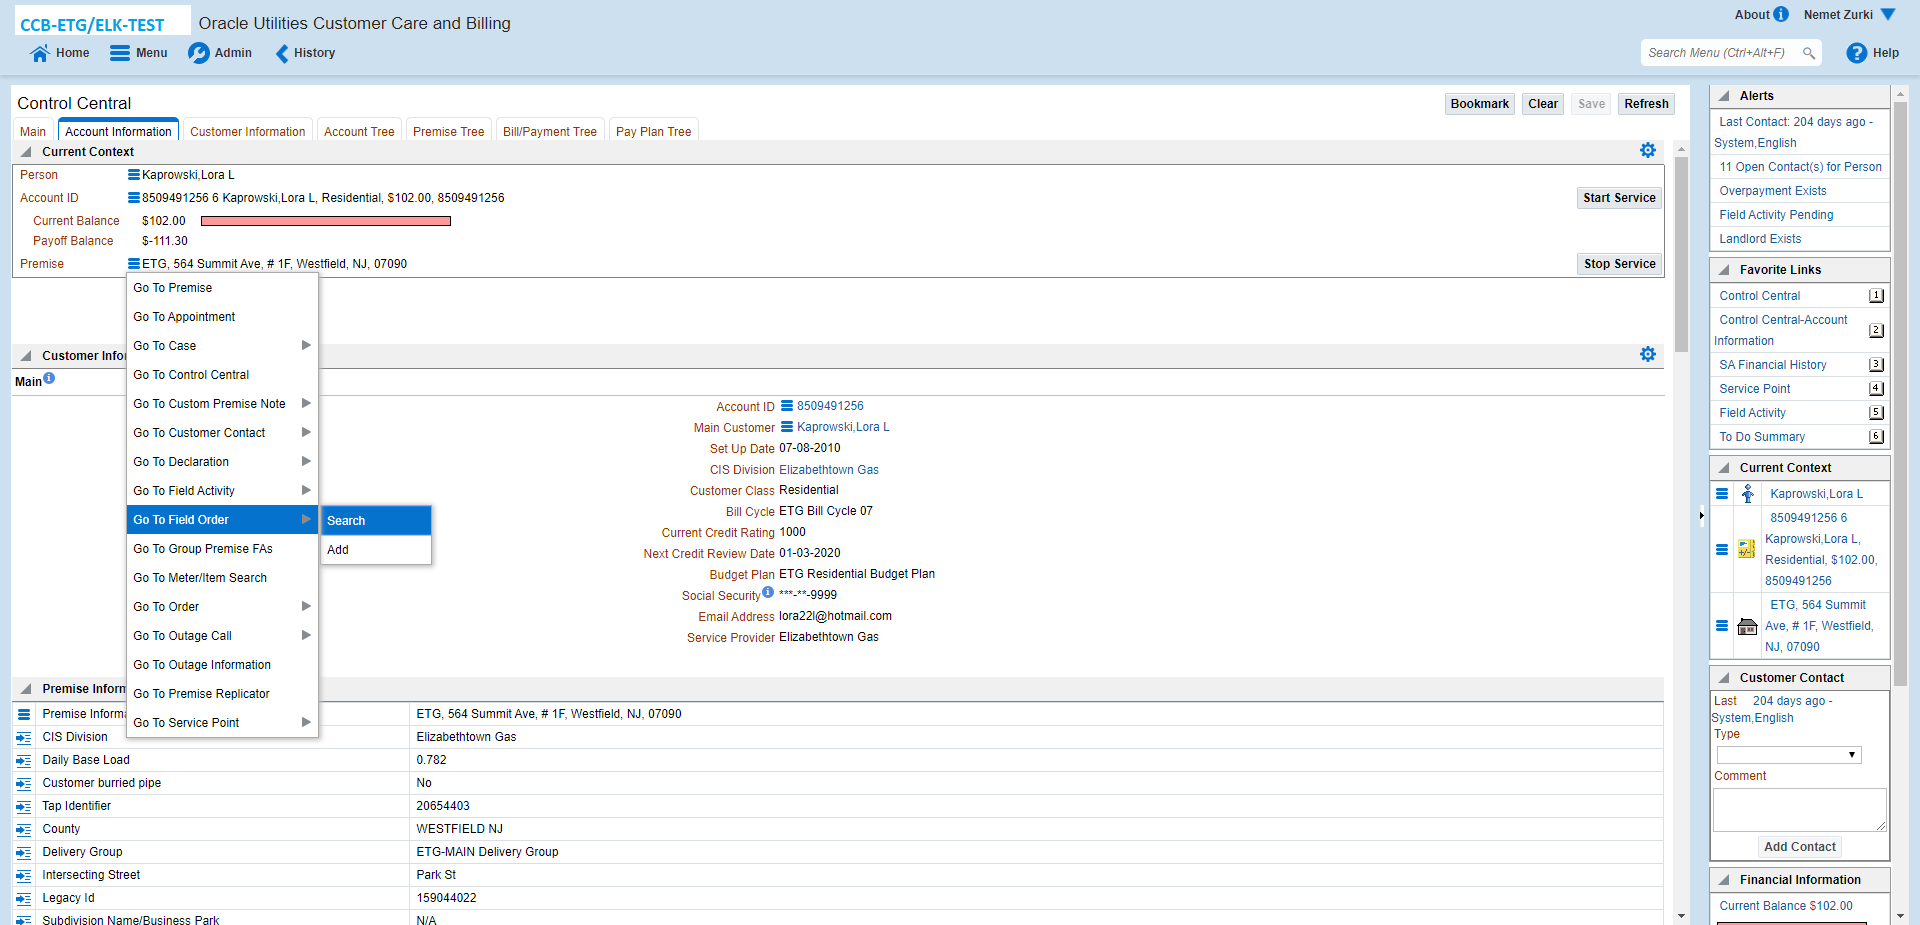 CCB-ETG/ELK-TEST
Oracle Utilities Customer Care and Billing
About
Nemet Zurki
Home
Menu
Admin
History
Search Menu (Ctrl+Alt+F)
Help
Control Central
Bookmark
Clear
Save
Refresh
Main
Account Information
Customer Information
Account Tree
Premise Tree
Bill/Payment Tree
Pay Plan Tree
Current Context
Person
Kaprowski,Lora L
Account ID
8509491256 6 Kaprowski,Lora L, Residential, $102.00, 8509491256
Start Service
Current Balance
$102.00
Payoff Balance
$-111.30
Premise
ETG, 564 Summit Ave, # 1F, Westfield, NJ, 07090
Stop Service
Go To Premise
Go To Appointment
Go To Case
Go To Control Central
Go To Custom Premise Note
Go To Customer Contact
Go To Declaration
Go To Field Activity
Go To Field Order
Go To Group Premise FAs
Go To Meter/Item Search
Go To Order
Go To Outage Call
Go To Outage Information
Go To Premise Replicator
Go To Service Point
Search
Add
Customer Infor
Main
Account ID
8509491256
Main Customer
Kaprowski,Lora L
Set Up Date
07-08-2010
CIS Division
Elizabethtown Gas
Customer Class
Residential
Bill Cycle
ETG Bill Cycle 07
Current Credit Rating
1000
Next Credit Review Date
01-03-2020
Budget Plan
ETG Residential Budget Plan
Social Security
***-**-9999
Email Address
lora22l@hotmail.com
Service Provider
Elizabethtown Gas
Premise Inform
Premise Informa
ETG, 564 Summit Ave, # 1F, Westfield, NJ, 07090
CIS Division
Elizabethtown Gas
Daily Base Load
0.782
Customer burried pipe
No
Tap Identifier
20654403
County
WESTFIELD NJ
Delivery Group
ETG-MAIN Delivery Group
Intersecting Street
Park St
Legacy Id
159044022
Subdivision Name/Business Park
N/A
Alerts
Last Contact: 204 days ago -
System,English
11 Open Contact(s) for Person
Overpayment Exists
Field Activity Pending
Landlord Exists
Favorite Links
Control Central
1
Control Central-Account
Information
2
SA Financial History
3
Service Point
4
Field Activity
5
To Do Summary
6
Current Context
Kaprowski,Lora L
8509491256 6
Kaprowski,Lora L,
Residential, $102.00,
8509491256
ETG, 564 Summit
Ave, # 1F, Westfield,
NJ, 07090
Customer Contact
Last
204 days ago -
System,English
Type
Comment
Add Contact
Financial Information
Current Balance $102.00